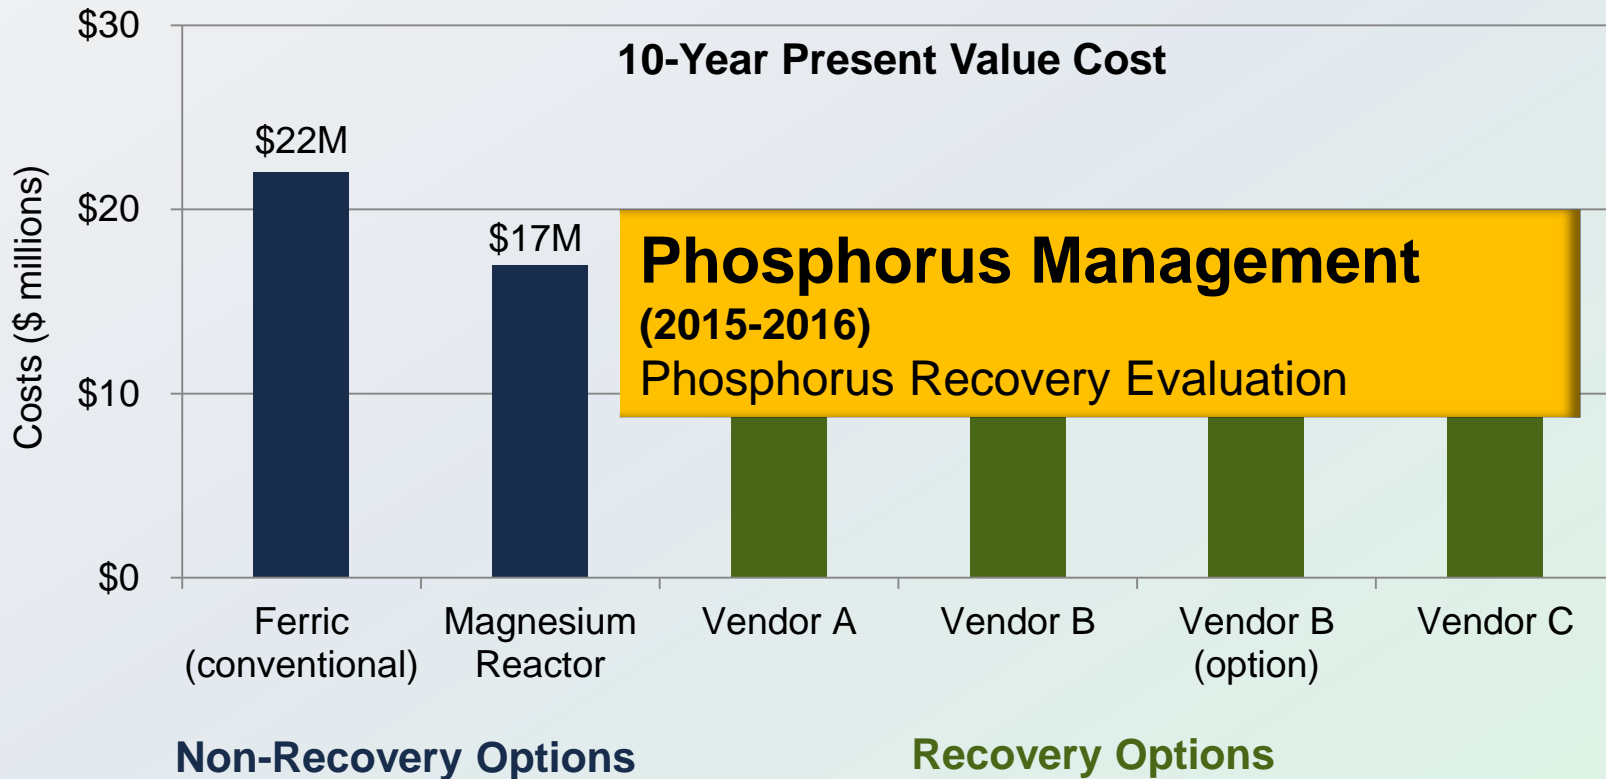 10-Year Present Value Cost
Costs ($ millions)
$30
$20
$10
$0
$22M
$17M
Phosphorus Management
(2015-2016)
Phosphorus Recovery Evaluation
Ferric
(conventional)
Magnesium
Reactor
Vendor A
Vendor B
Vendor B
(option)
Vendor C
Non-Recovery Options
Recovery Options